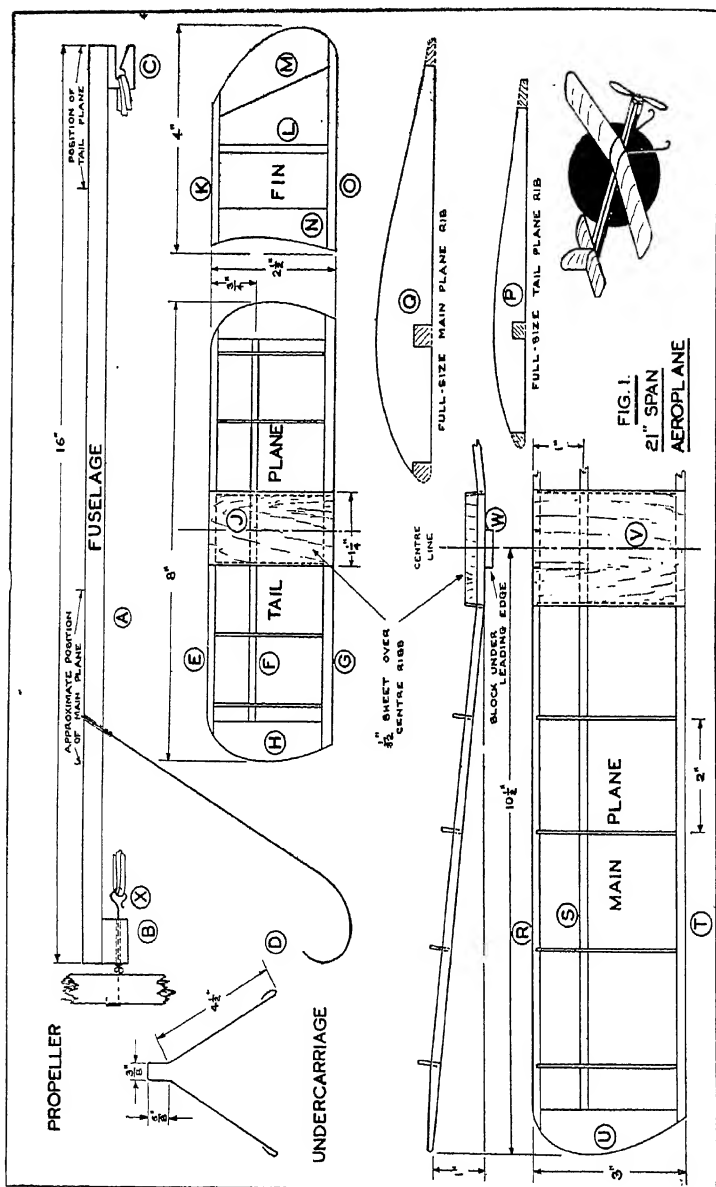 PROPELLER
UNDERCARRIAGE
4½"
3/8"
D
B
X
A
16"
FUSELAGE
APPROXIMATE POSITION
OF MAIN PLANE
POSITION OF
TAIL PLANE
C
8"
E
F
G
H
J
TAIL PLANE
1¼"
3/4"
2½"
4"
K
L
M
N
O
FIN
1/32" SHEET OVER
CENTRE RIBS
Q
FULL-SIZE MAIN PLANE RIB
P
FULL-SIZE TAIL PLANE RIB
CENTRE
LINE
W
BLOCK UNDER
LEADING EDGE
10½"
1"
R
S
T
U
V
MAIN PLANE
2"
3"
1"
FIG. 1.
21" SPAN
AEROPLANE